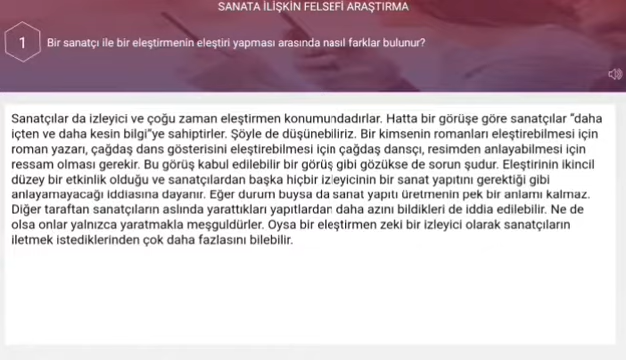 SANATA İLİŞKİN FELSEFİ ARAŞTIRMA
1
Bir sanatçı ile bir eleştirmenin eleştiri yapması arasında nasıl farklar bulunur?
Sanatçılar da izleyici ve çoğu zaman eleştirmen konumundadırlar. Hatta bir görüşe göre sanatçılar "daha
içten ve daha kesin bilgi"ye sahiptirler. Şöyle de düşünebiliriz. Bir kimsenin romanları eleştirebilmesi için
roman yazarı, çağdaş dans gösterisini eleştirebilmesi için çağdaş dansçı, resimden anlayabilmesi için
ressam olması gerekir. Bu görüş kabul edilebilir bir görüş gibi gözükse de sorun şudur. Eleştirinin ikincil
düzey bir etkinlik olduğu ve sanatçılardan başka hiçbir izleyicinin bir sanat yapıtını gerektiği gibi
anlayamayacağı iddiasına dayanır. Eğer durum buysa da sanat yapıtı üretmenin pek bir anlamı kalmaz.
Diğer taraftan sanatçıların aslında yarattıkları yapıtlardan daha azını bildikleri de iddia edilebilir. Ne de
olsa onlar yalnızca yaratmakla meşguldürler. Oysa bir eleştirmen zeki bir izleyici olarak sanatçıların
iletmek istediklerinden çok daha fazlasını bilebilir.